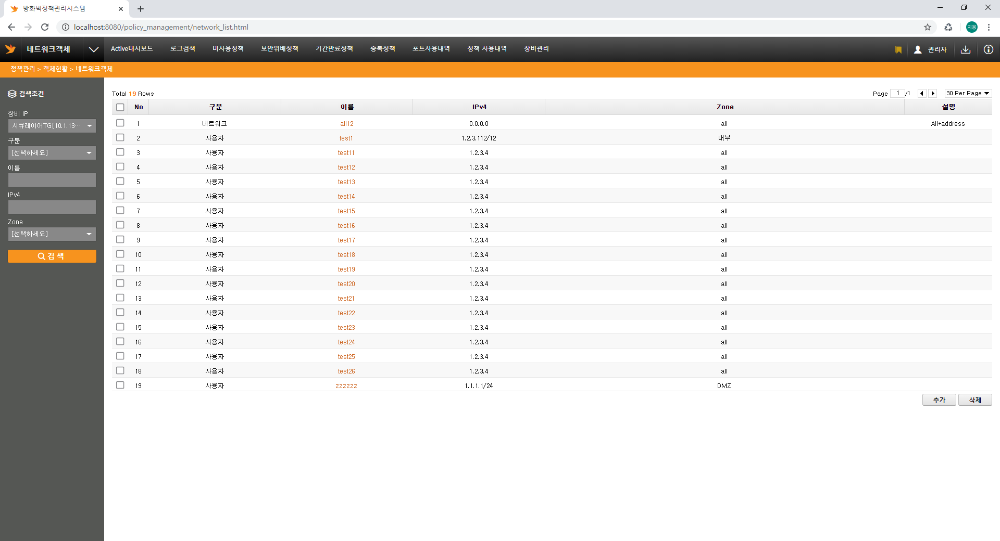 방화벽정책관리시스템
localhost:8080/policy_management/network_list.html
지웅
네트워크객체 Active대시보드 로그검색 미사용정책 보안위배정책 기간만료정책 중복정책 포트사용내역 정책 사용내역 장비관리 관리자
정책관리 > 객체현황 > 네트워크객체
검색조건
장비 IP
시큐레이어TG[10.1.13···
구분
[선택하세요]
이름
IPv4
Zone
[선택하세요]
검 색
Total 19 Rows
Page 1 /1 30 Per Page
No 구분 이름 IPv4 Zone 설명
1 네트워크 all12 0.0.0.0 all All+address
2 사용자 test1 1.2.3.112/12 내부
3 사용자 test11 1.2.3.4 all
4 사용자 test12 1.2.3.4 all
5 사용자 test13 1.2.3.4 all
6 사용자 test14 1.2.3.4 all
7 사용자 test15 1.2.3.4 all
8 사용자 test16 1.2.3.4 all
9 사용자 test17 1.2.3.4 all
10 사용자 test18 1.2.3.4 all
11 사용자 test19 1.2.3.4 all
12 사용자 test20 1.2.3.4 all
13 사용자 test21 1.2.3.4 all
14 사용자 test22 1.2.3.4 all
15 사용자 test23 1.2.3.4 all
16 사용자 test24 1.2.3.4 all
17 사용자 test25 1.2.3.4 all
18 사용자 test26 1.2.3.4 all
19 사용자 zzzzzz 1.1.1.1/24 DMZ
추가 삭제